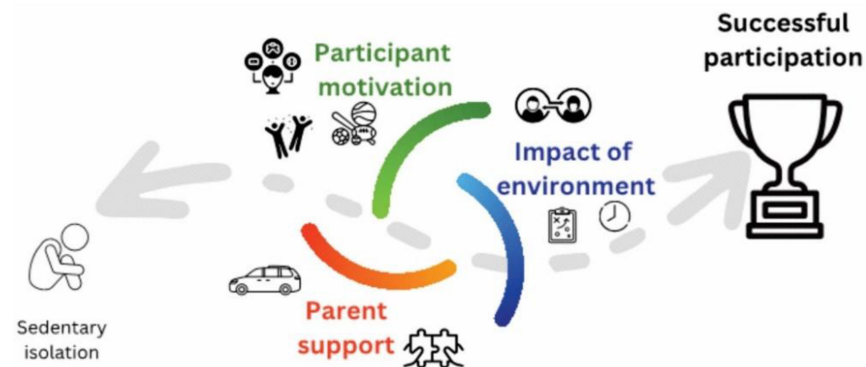 Successful
participation
Participant
motivation
Impact of
environment
Parent
support
Sedentary
isolation